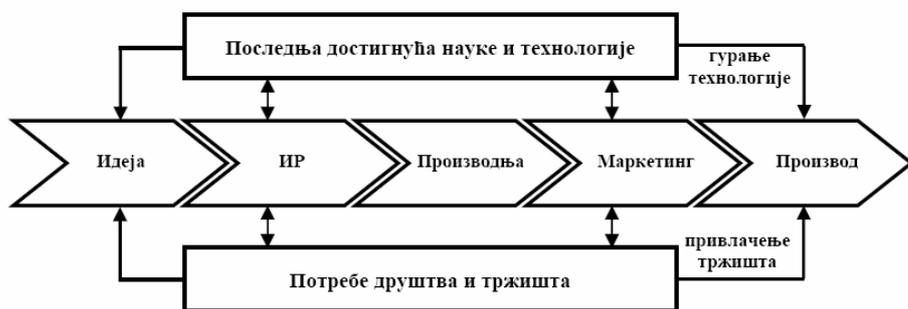 Последња достигнућа науке и технологије
гурање
технологије
Идеја
ИР
Производња
Маркетинг
Производ
Потребе друштва и тржишта
привлачење
тржишта